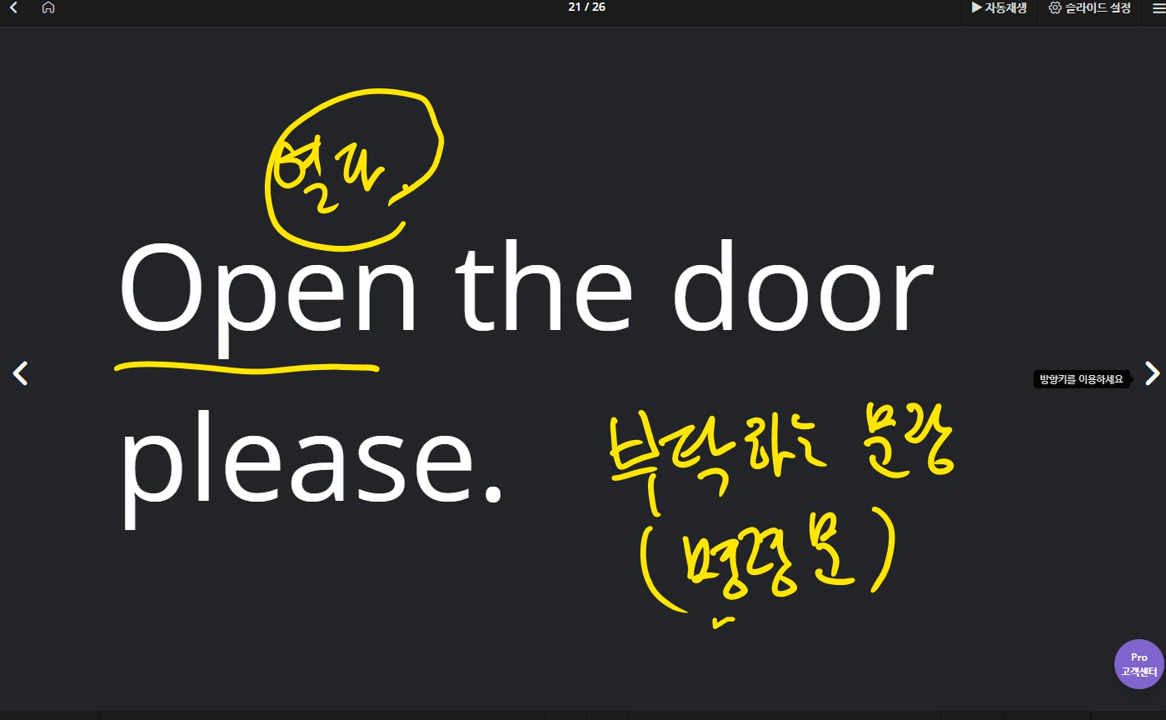 21 / 26
자동재생
슬라이드 설정
열라.
Open the door
방향키를 이용하세요
please.
부탁하는 문장
(명령문)
Pro
고객센터